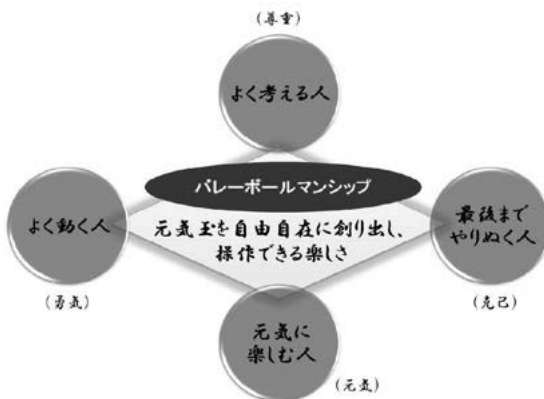 (尊重)
よく考える人
バレーボールマンシップ
よく動く人
元気玉を自由自在に創り出し、
操作できる楽しさ
最後まで
やりぬく人
(勇気)
(克己)
元気に
楽しむ人
(元気)